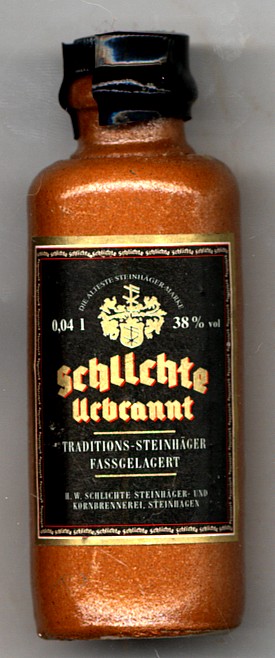 DIE ÄLTESTE STEINHÄGER-MARKE
0,04 l 38% vol
Schlichte
Urbrannt
TRADITIONS-STEINHÄGER
FASSGELAGERT
H. W. SCHLICHTE STEINHÄGER- UND
KORNBRENNEREI, STEINHAGEN